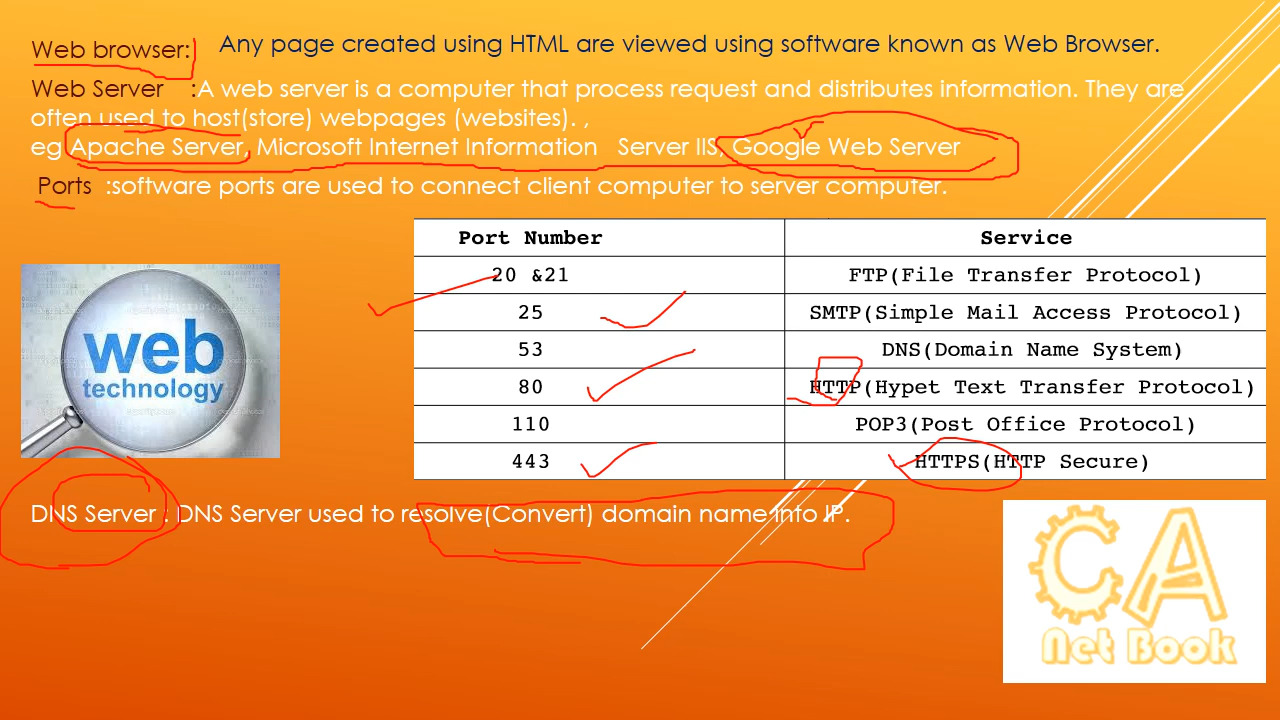 Web browser: Any page created using HTML are viewed using software known as Web Browser.
Web Server :A web server is a computer that process request and distributes information. They are
often used to host(store) webpages (websites). ,
eg Apache Server, Microsoft Internet Information Server IIS, Google Web Server
Ports :software ports are used to connect client computer to server computer.
Port Number Service
20 &21 FTP(File Transfer Protocol)
25 SMTP(Simple Mail Access Protocol)
53 DNS(Domain Name System)
80 HTTP(Hypet Text Transfer Protocol)
110 POP3(Post Office Protocol)
443 HTTPS(HTTP Secure)
web
technology
DNS Server : DNS Server used to resolve(Convert) domain name into IP.
CA
Net Book